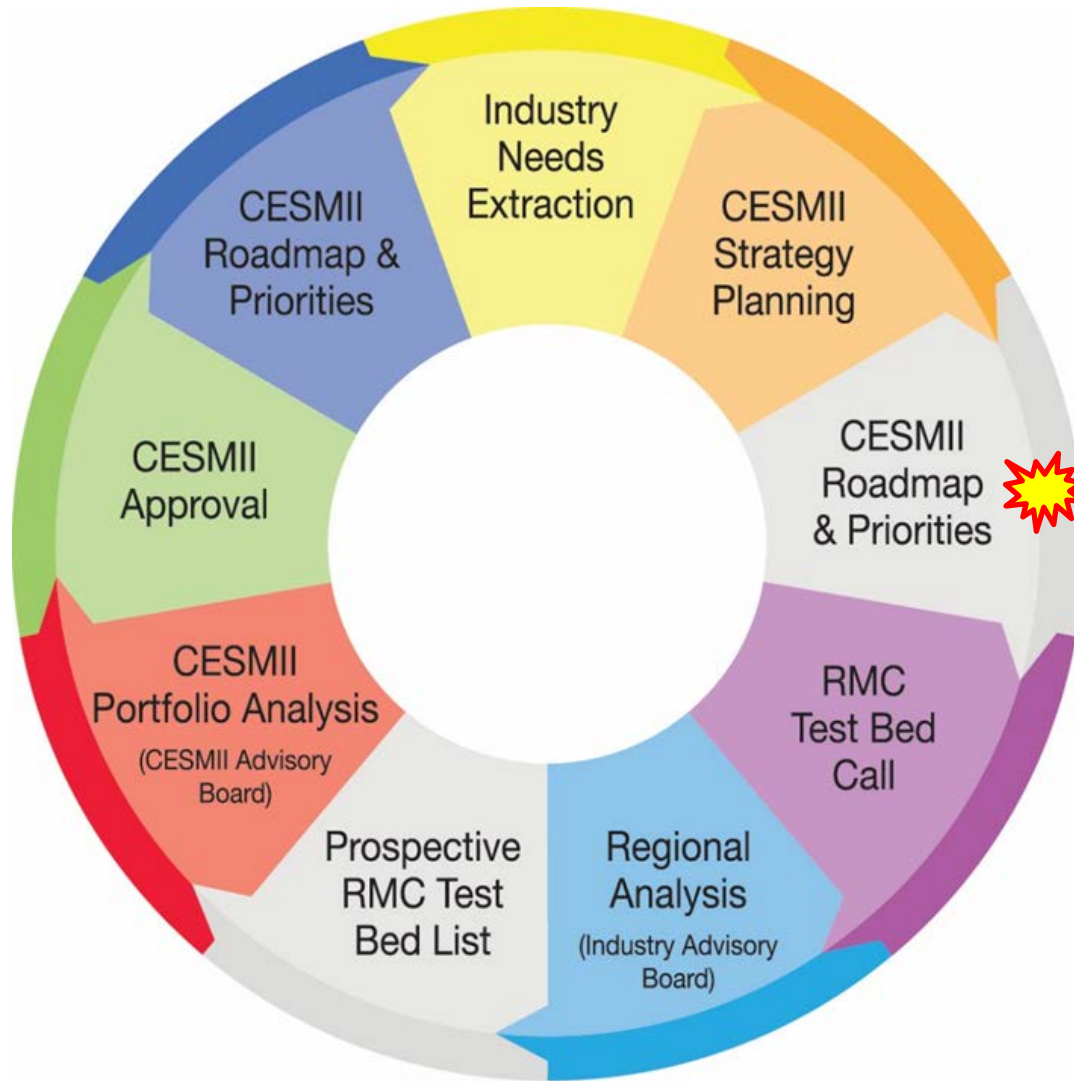 Industry
Needs
Extraction
CESMII
Strategy
Planning
CESMII
Roadmap
& Priorities
RMC
Test Bed
Call
Regional
Analysis
(Industry Advisory
Board)
Prospective
RMC Test
Bed List
CESMII
Portfolio Analysis
(CESMII Advisory
Board)
CESMII
Approval
CESMII
Roadmap &
Priorities